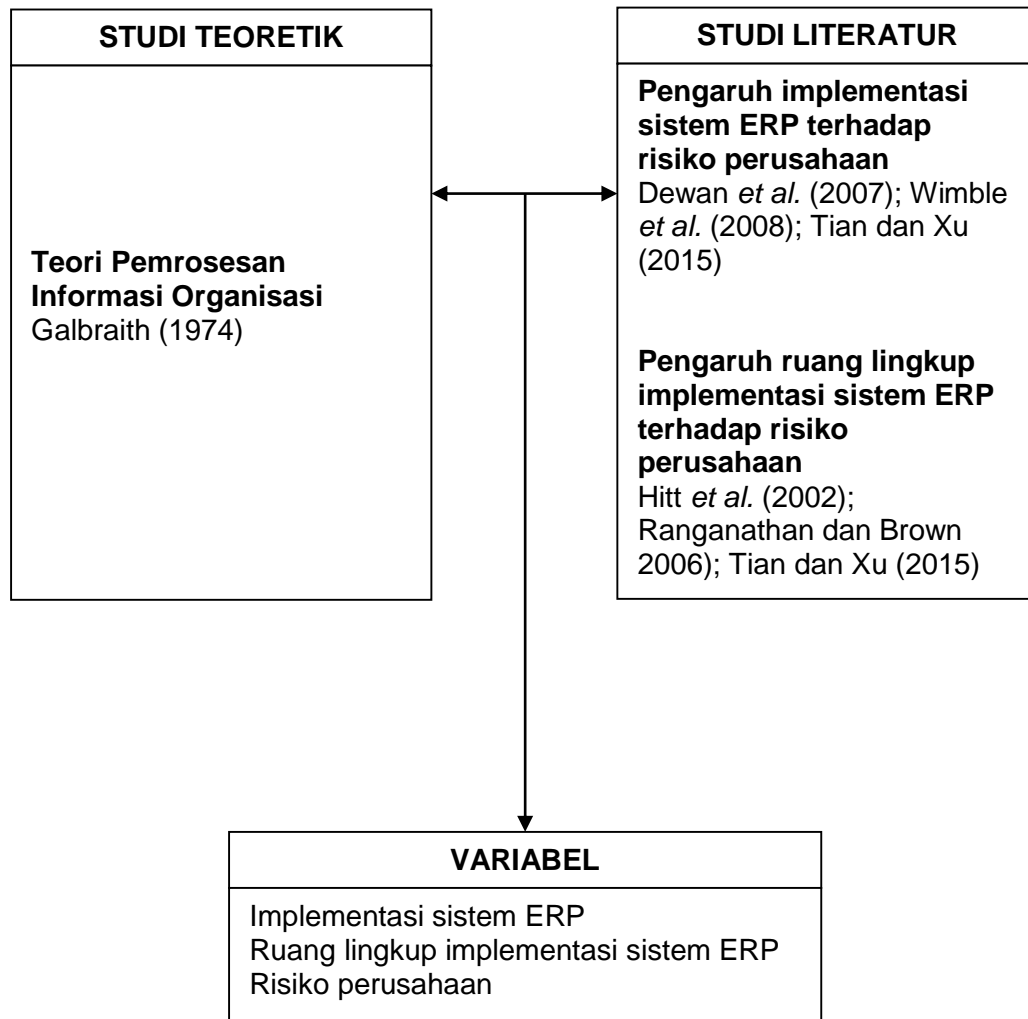 STUDI TEORETIK
Teori Pemrosesan
Informasi Organisasi
Galbraith (1974)
STUDI LITERATUR
Pengaruh implementasi
sistem ERP terhadap
risiko perusahaan
Dewan et al. (2007); Wimble
et al. (2008); Tian dan Xu
(2015)
Pengaruh ruang lingkup
implementasi sistem ERP
terhadap risiko
perusahaan
Hitt et al. (2002);
Ranganathan dan Brown
2006); Tian dan Xu (2015)
VARIABEL
Implementasi sistem ERP
Ruang lingkup implementasi sistem ERP
Risiko perusahaan